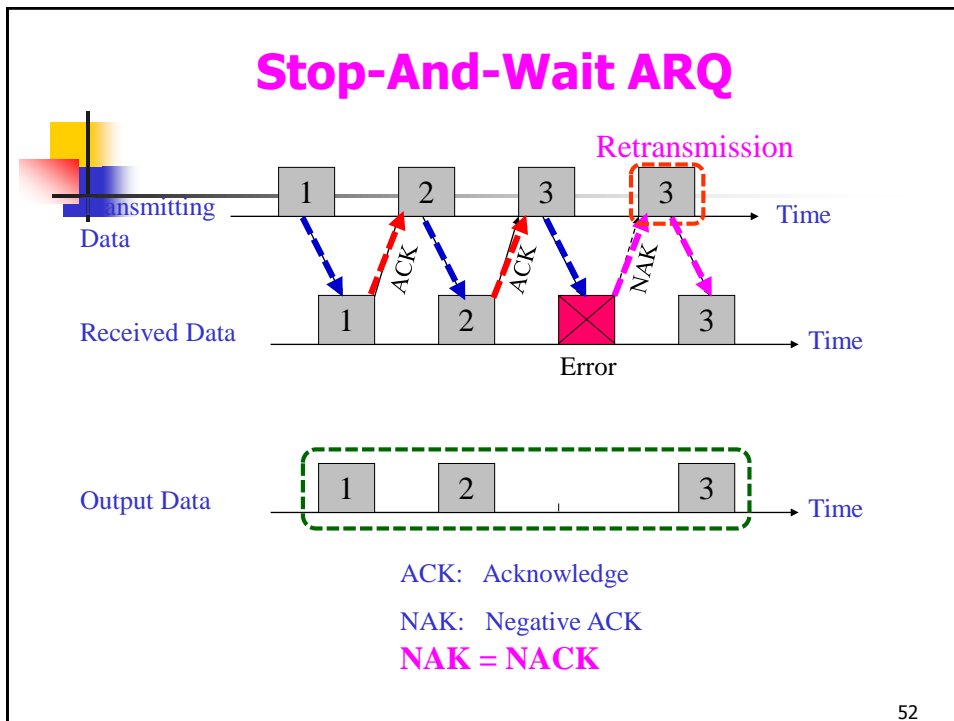 Stop-And-Wait ARQ
Retransmission
1 2 3 3
Transmitting
Data
Time
ACK ACK NAK
1 2 3
Received Data
Time
Error
1 2 3
Output Data
Time
ACK: Acknowledge
NAK: Negative ACK
NAK = NACK
52